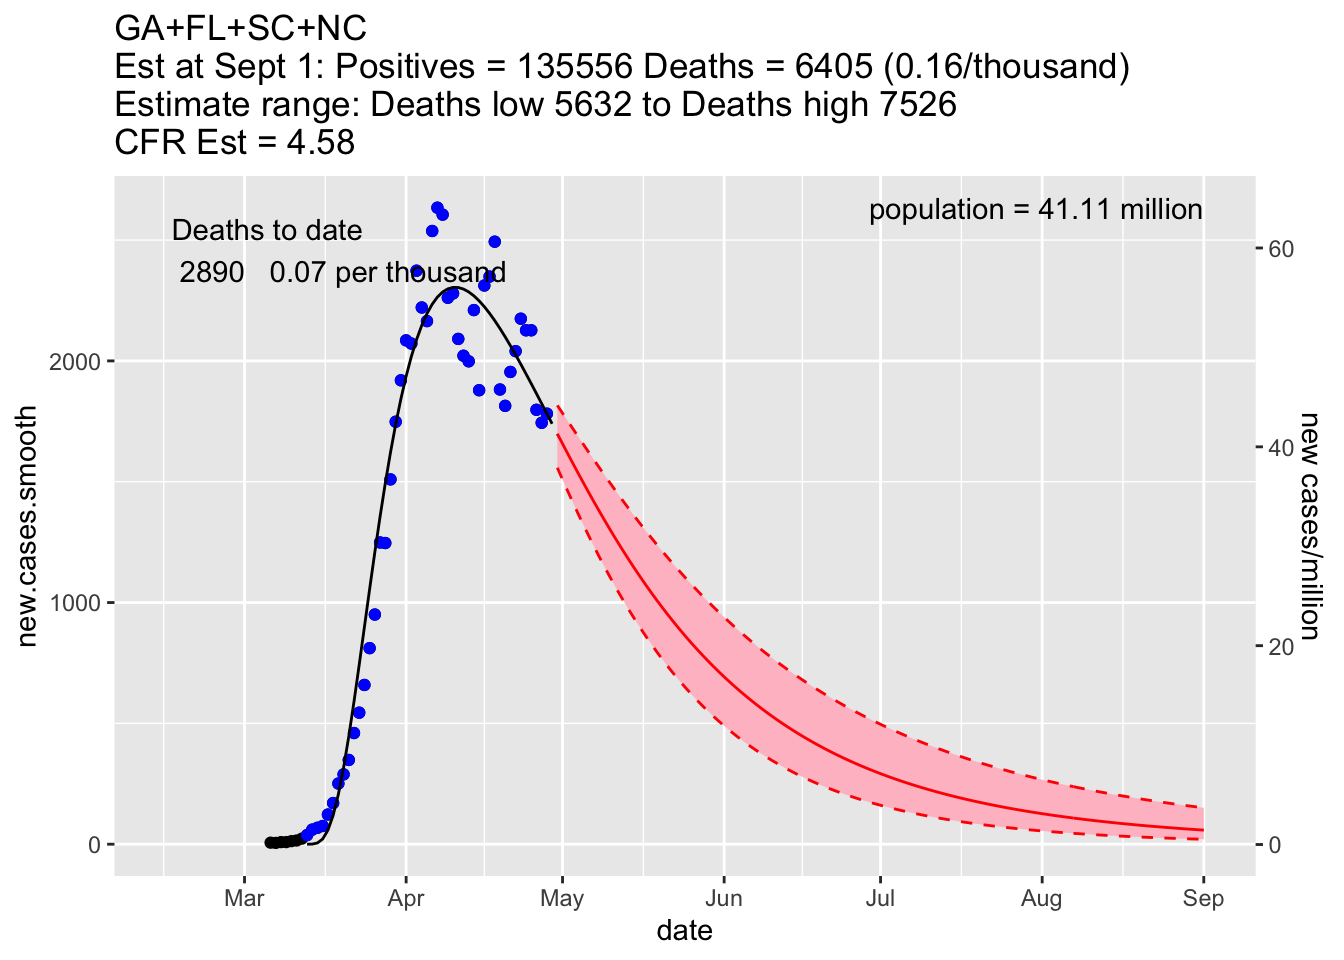 GA+FL+SC+NC
Est at Sept 1: Positives = 135556 Deaths = 6405 (0.16/thousand)
Estimate range: Deaths low 5632 to Deaths high 7526
CFR Est = 4.58
Deaths to date
2890 0.07 per thousand
population = 41.11 million
new.cases.smooth
2000
1000
0
60
40
20
0
new cases/million
Mar Apr May Jun Jul Aug Sep
date